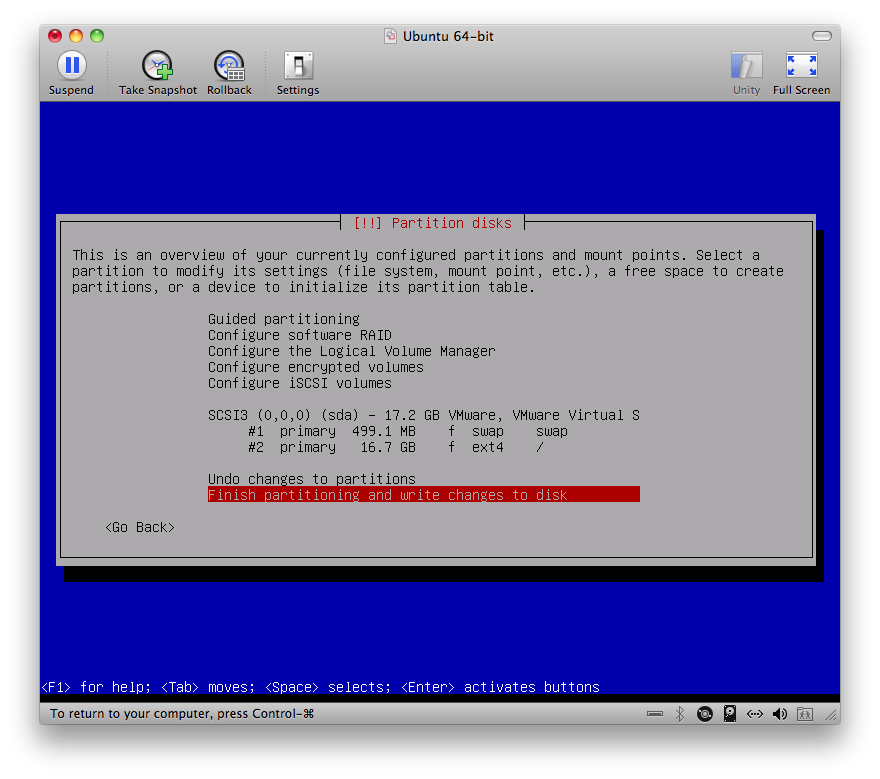 Ubuntu 64-bit
Suspend Take Snapshot Rollback Settings Unity Full Screen
[!!] Partition disks
This is an overview of your currently configured partitions and mount points. Select a
partition to modify its settings (file system, mount point, etc.), a free space to create
partitions, or a device to initialize its partition table.
Guided partitioning
Configure software RAID
Configure the Logical Volume Manager
Configure encrypted volumes
Configure iSCSI volumes
SCSI3 (0,0,0) (sda) - 17.2 GB VMware, VMware Virtual S
#1 primary 499.1 MB f swap swap
#2 primary 16.7 GB f ext4 /
Undo changes to partitions
Finish partitioning and write changes to disk
<Go Back>
<F1> for help; <Tab> moves; <Space> selects; <Enter> activates buttons
To return to your computer, press Control-⌘